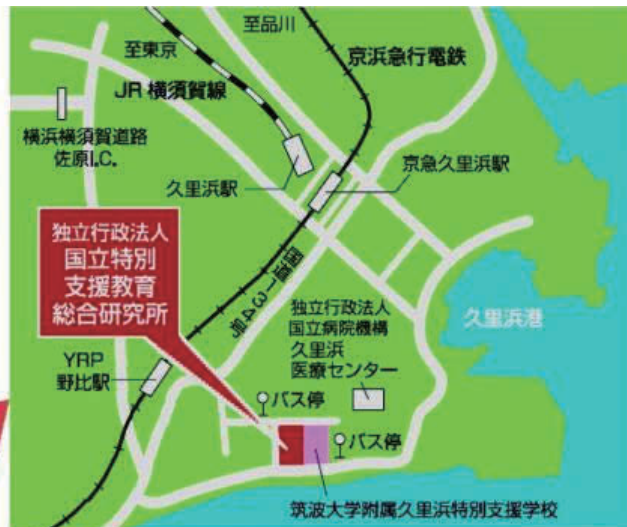 至品川
至東京
京浜急行電鉄
JR 横須賀線
横浜横須賀道路
佐原I.C.
久里浜駅
京急久里浜駅
独立行政法人
国立特別
支援教育
総合研究所
国道134号
独立行政法人
国立病院機構
久里浜
医療センター
久里浜港
YRP
野比駅
バス停
バス停
筑波大学附属久里浜特別支援学校